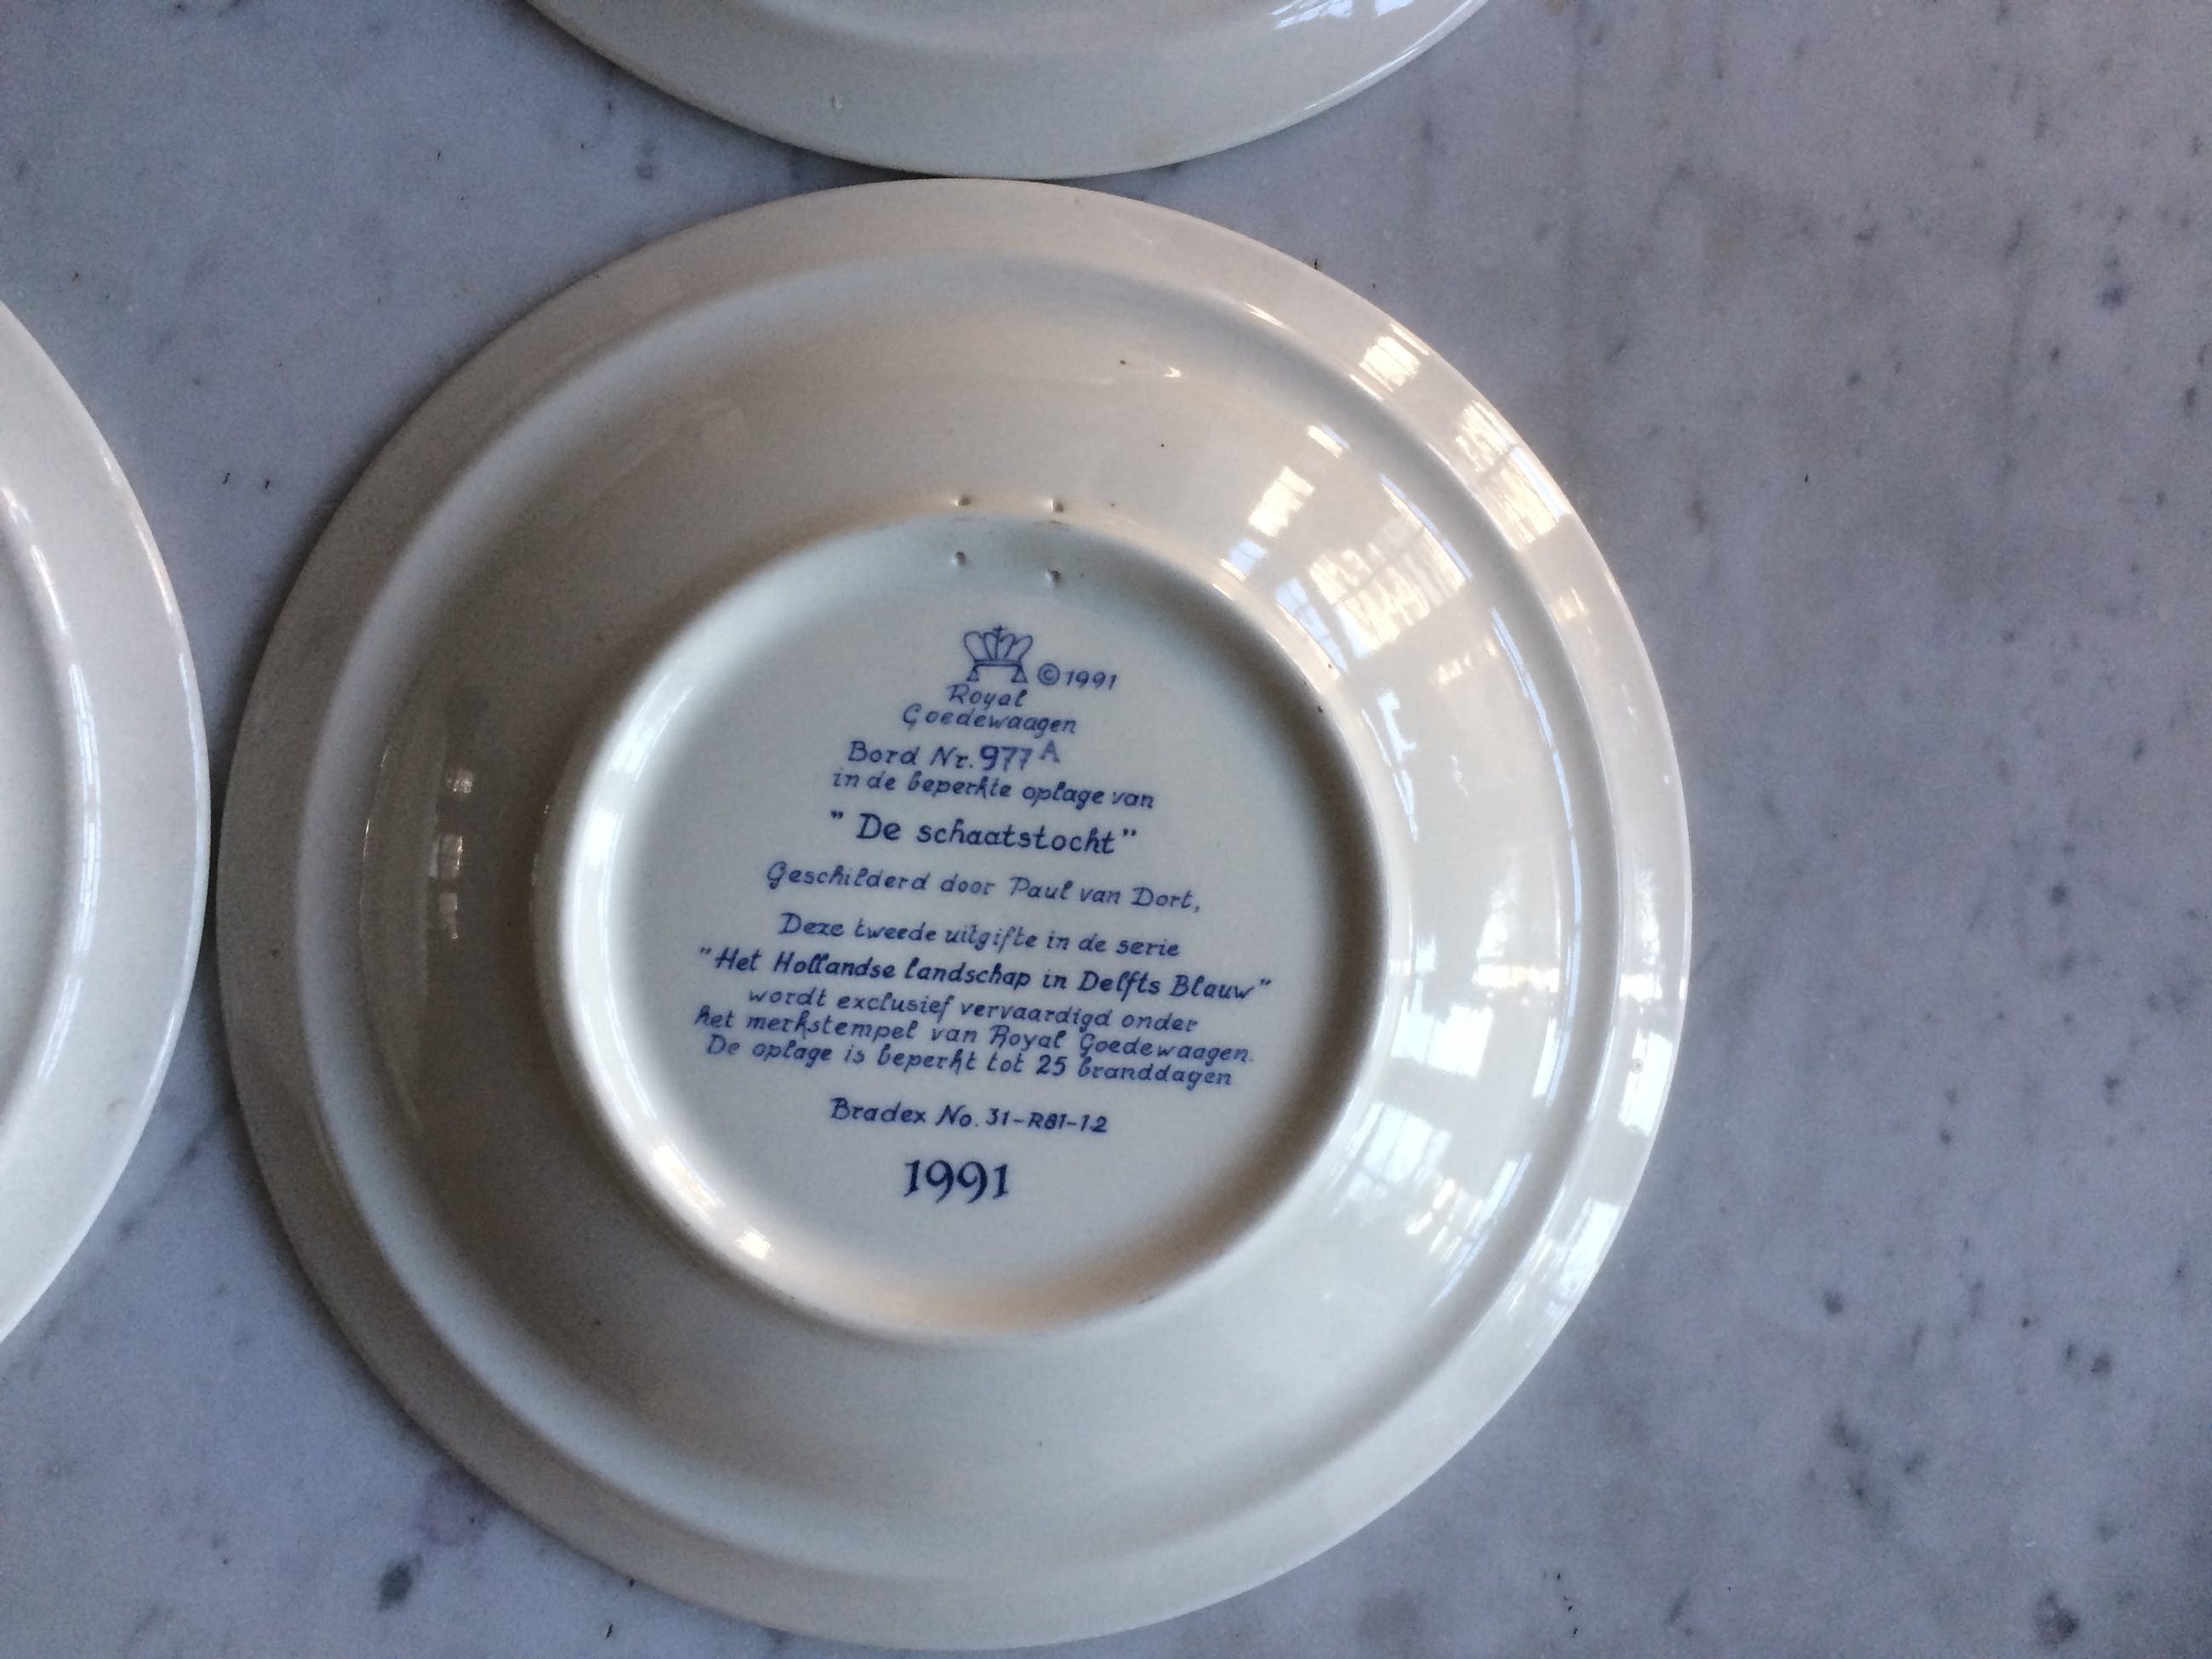 ©1991
Royal
Goedewaagen
Bord Nr. 977 A
in de beperkte oplage van
"De schaatstocht"
Geschilderd door Paul van Dort,
Deze tweede uitgifte in de serie
"Het Hollandse landschap in Delfts Blauw"
wordt exclusief vervaardigd onder
het merkstempel van Royal Goedewaagen.
De oplage is beperkt tot 25 branddagen
Bradex No. 31-R81-1.2
1991